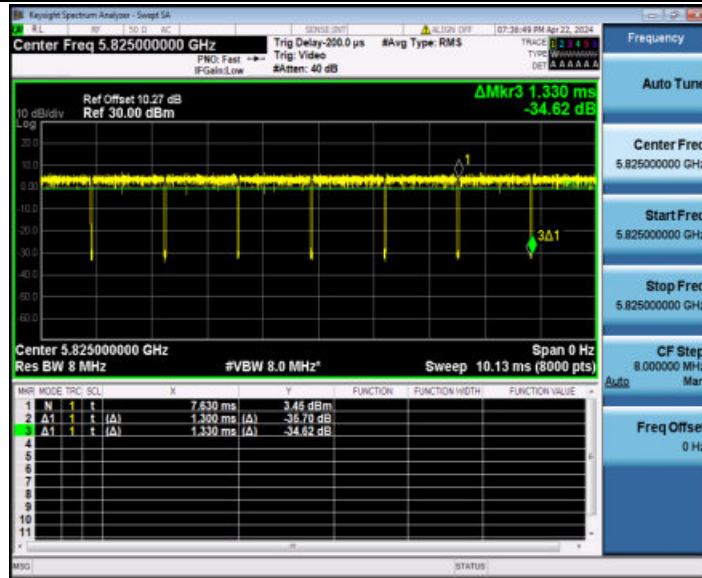 Keysight Spectrum Analyzer - Swept SA
RL RF 50 Ω AC SENSE:INT ALIGN OFF 07:36:49 PM Apr 22, 2024
Center Freq 5.825000000 GHz
PNO: Fast
IFGain:Low
Trig Delay-200.0 µs
Trig: Video
#Atten: 40 dB
#Avg Type: RMS
TRACE 1 2 3 4 5 6
TYPE
DET A A A A A A
Ref Offset 10.27 dB
10 dB/div Ref 30.00 dBm
Log
ΔMkr3 1.330 ms
-34.62 dB
20.0
10.0
0.00
-10.0
-20.0
-30.0
-40.0
-50.0
-60.0
1
3Δ1
Center 5.825000000 GHz Span 0 Hz
Res BW 8 MHz #VBW 8.0 MHz* Sweep 10.13 ms (8000 pts)
MKR MODE TRC SCL X Y FUNCTION FUNCTION WIDTH FUNCTION VALUE
1 N 1 t 7.630 ms 3.45 dBm
2 Δ1 1 t (Δ) 1.300 ms (Δ) -35.70 dB
3 Δ1 1 t (Δ) 1.330 ms (Δ) -34.62 dB
4
5
6
7
8
9
10
11
MSG STATUS
Frequency
Auto Tune
Center Freq
5.825000000 GHz
Start Freq
5.825000000 GHz
Stop Freq
5.825000000 GHz
CF Step
8.000000 MHz
Auto Man
Freq Offset
0 Hz